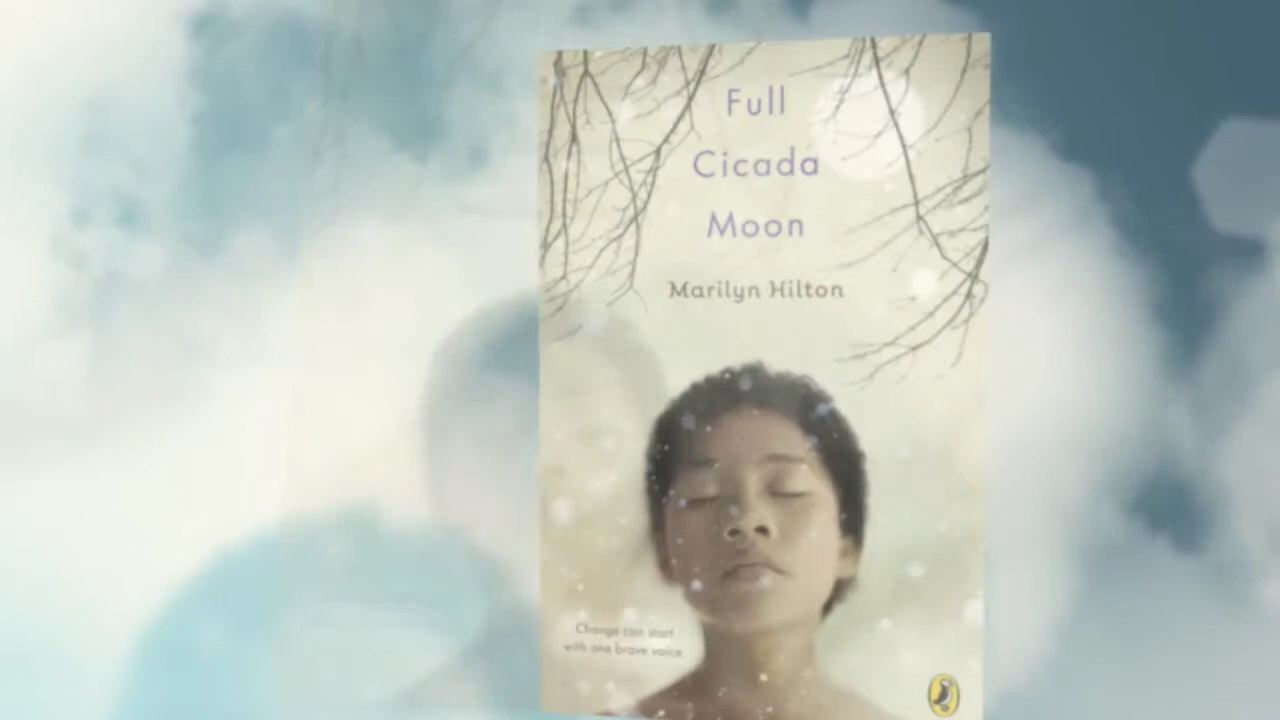 Full
Cicada
Moon
Marilyn Hilton
Change can start
with one brave voice.